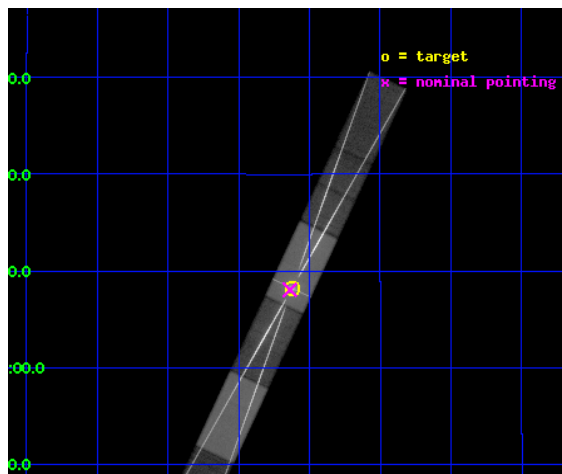 o = target
0.0
x = nominal pointing
0.0
0.0
:00.0
0.0